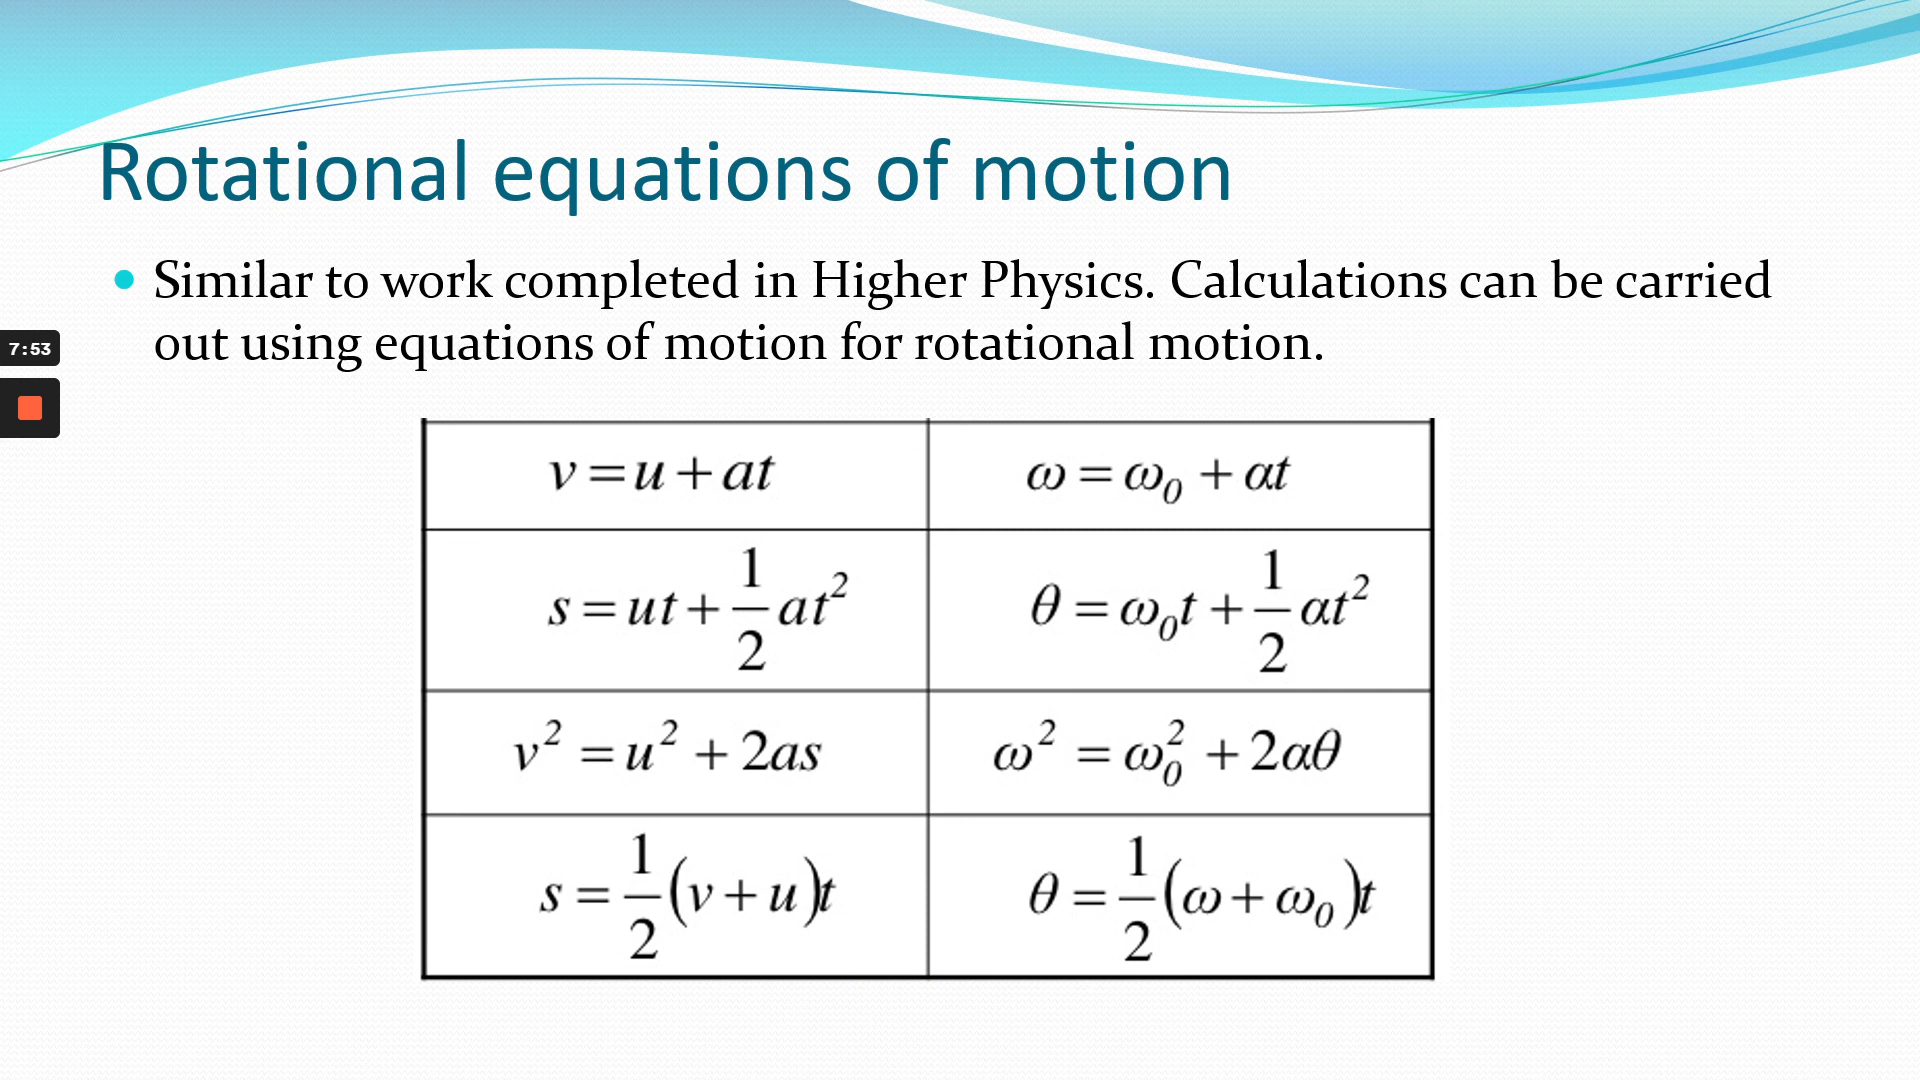 Rotational equations of motion
Similar to work completed in Higher Physics. Calculations can be carried
out using equations of motion for rotational motion.
7:53
v = u + at
ω = ω₀ + αt
s = ut + 1/2 at²
θ = ω₀t + 1/2 αt²
v² = u² + 2as
ω² = ω₀² + 2αθ
s = 1/2 (v + u)t
θ = 1/2 (ω + ω₀)t